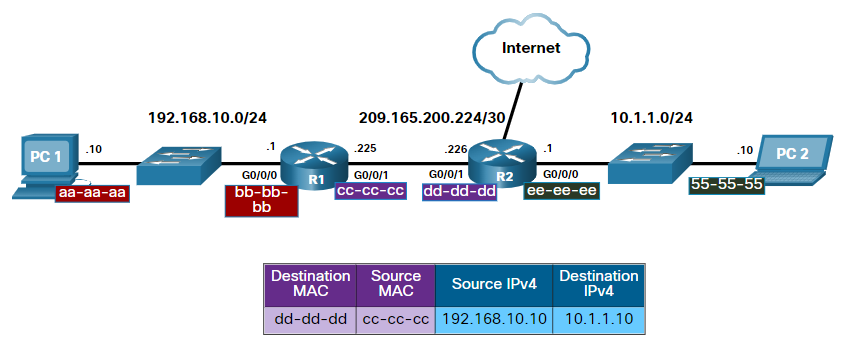 Internet
192.168.10.0/24
209.165.200.224/30
10.1.1.0/24
PC 1
.10
.1
R1
.225
.226
R2
.1
.10
PC 2
G0/0/0
G0/0/1
G0/0/1
G0/0/0
aa-aa-aa
bb-bb-
bb
cc-cc-cc
dd-dd-dd
ee-ee-ee
55-55-55
Destination
MAC
Source
MAC
Source IPv4
Destination
IPv4
dd-dd-dd
cc-cc-cc
192.168.10.10
10.1.1.10